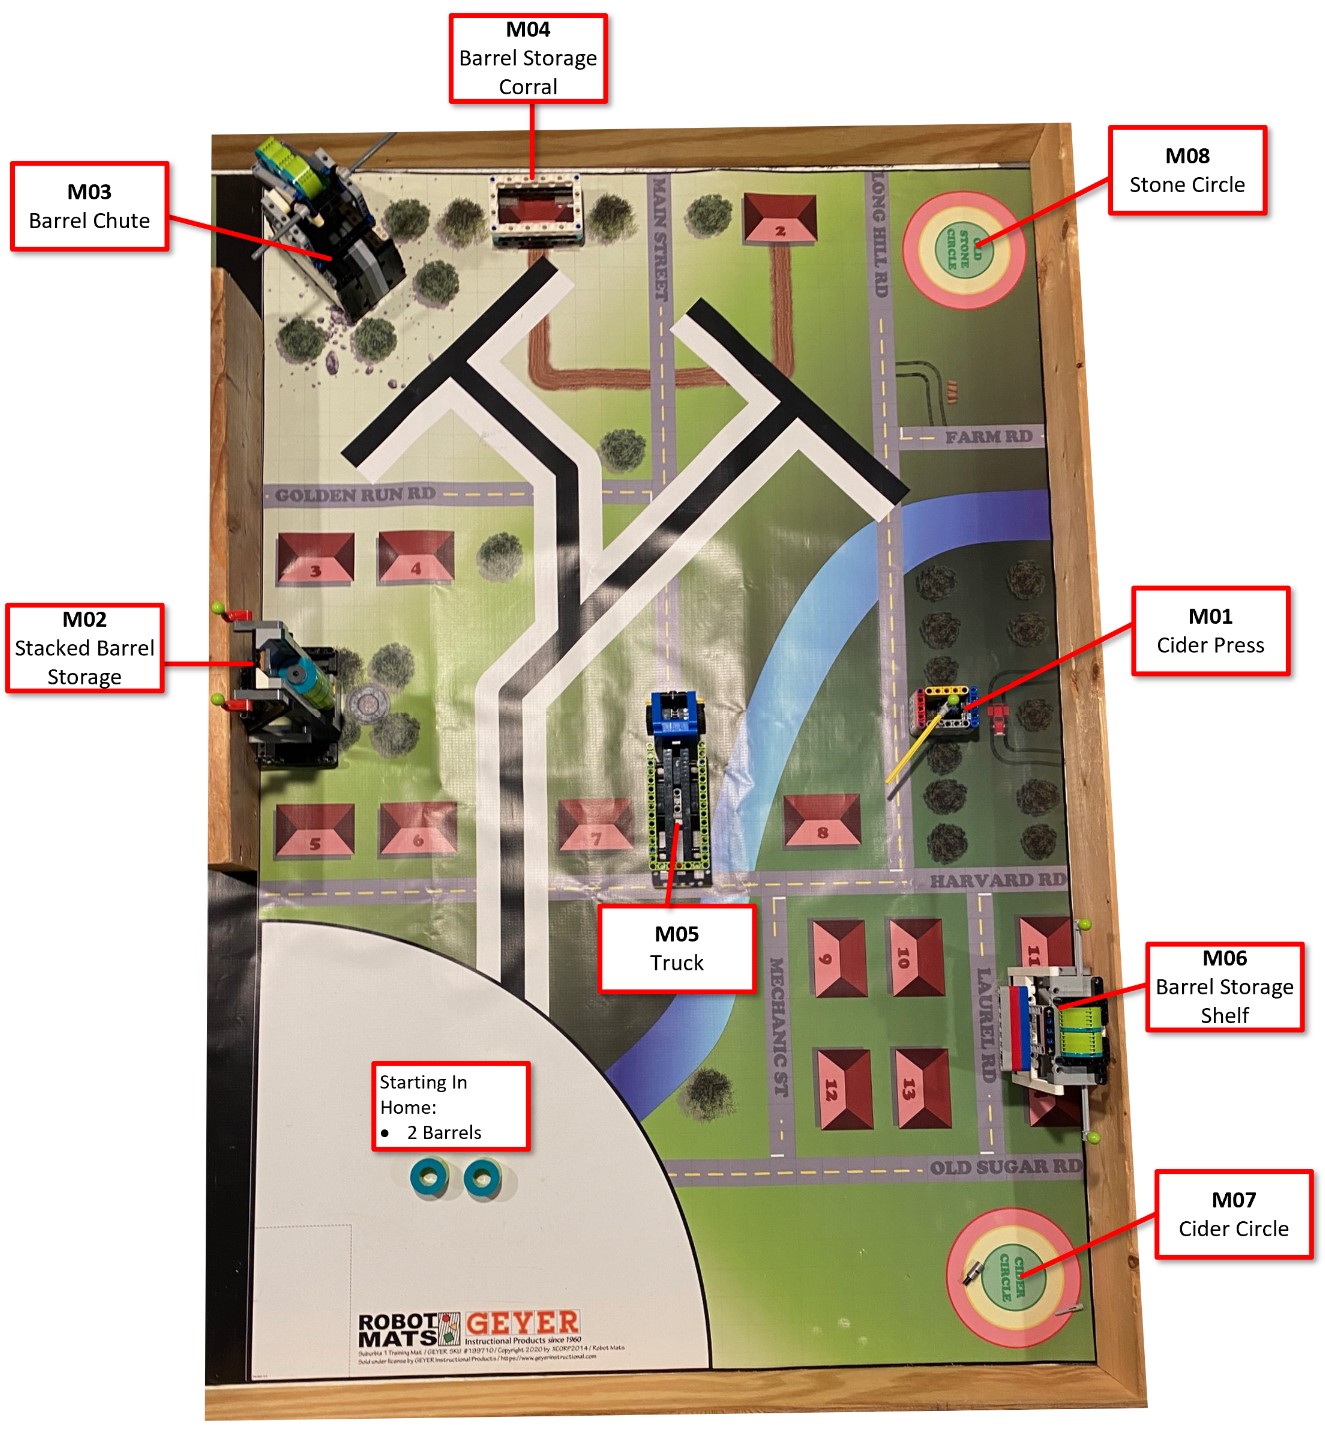 M04
Barrel Storage
Corral
M03
Barrel Chute
M08
Stone Circle
2
MAIN STREET
LONG HILL RD
OLD
STONE
CIRCLE
FARM RD
GOLDEN RUN RD
3
4
M02
Stacked Barrel
Storage
M01
Cider Press
5
6
7
8
HARVARD RD
M05
Truck
9
10
11
MECHANIC ST
LAUREL RD
M06
Barrel Storage
Shelf
12
13
Starting In
Home:
• 2 Barrels
OLD SUGAR RD
M07
Cider Circle
CIDER
CIRCLE
ROBOT
MATS
GEYER
Instructional Products since 1960
Suburbia 1 Training Mat / GEYER SKU #199710 / Copyright 2020 by XCORP2014 / Robot Mats
Sold under license by GEYER Instructional Products / https://www.geyerinstructional.com